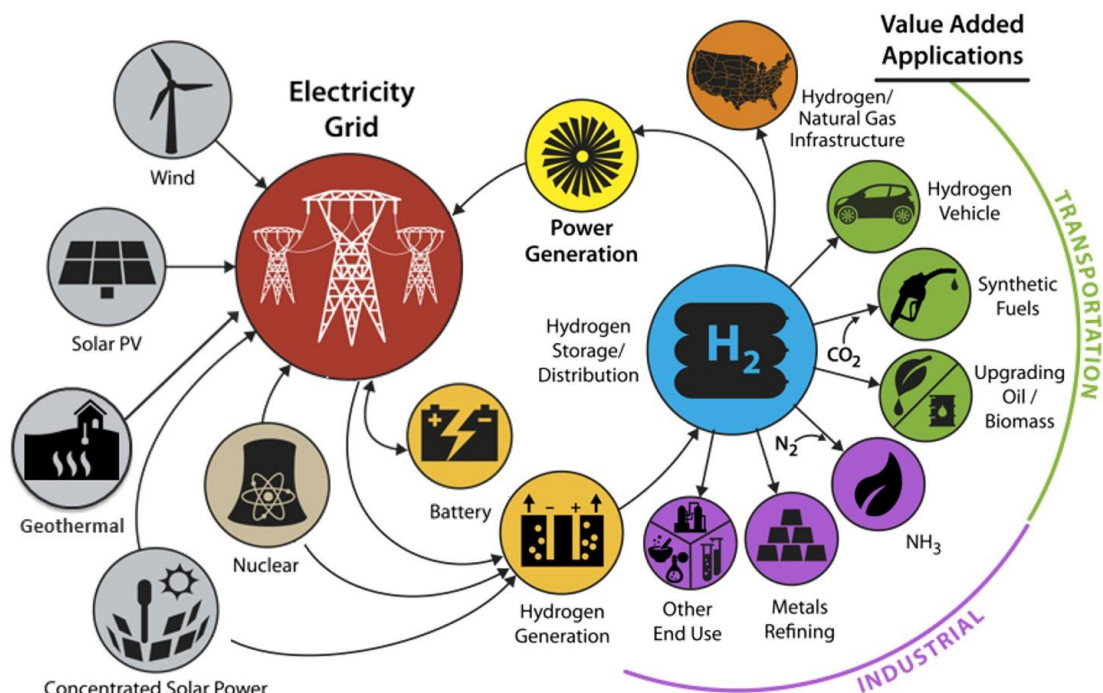 Value Added
Applications
Electricity
Grid
Wind
Solar PV
Geothermal
Nuclear
Concentrated Solar Power
Battery
+
-
Power
Generation
Hydrogen
Generation
-
+
Hydrogen
Storage/
Distribution
H2
Hydrogen/
Natural Gas
Infrastructure
Hydrogen
Vehicle
Synthetic
Fuels
CO2
Upgrading
Oil /
Biomass
N2
NH3
Metals
Refining
Other
End Use
TRANSPORTATION
INDUSTRIAL